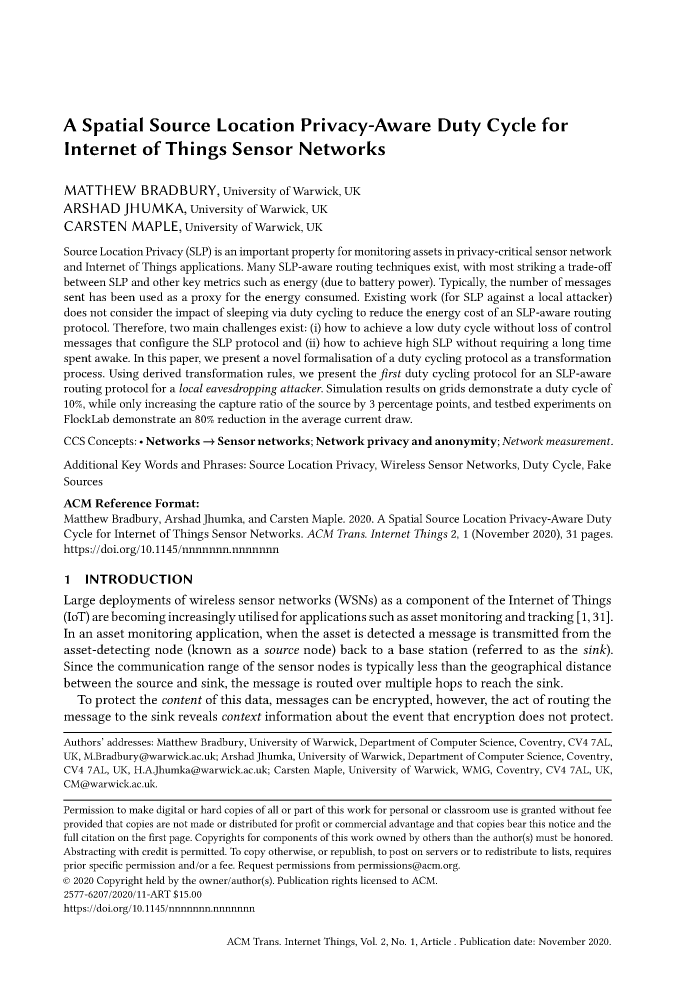 A Spatial Source Location Privacy-Aware Duty Cycle for
Internet of Things Sensor Networks
MATTHEW BRADBURY, University of Warwick, UK
ARSHAD JHUMKA, University of Warwick, UK
CARSTEN MAPLE, University of Warwick, UK
Source Location Privacy (SLP) is an important property for monitoring assets in privacy-critical sensor network
and Internet of Things applications. Many SLP-aware routing techniques exist, with most striking a trade-off
between SLP and other key metrics such as energy (due to battery power). Typically, the number of messages
sent has been used as a proxy for the energy consumed. Existing work (for SLP against a local attacker)
does not consider the impact of sleeping via duty cycling to reduce the energy cost of an SLP-aware routing
protocol. Therefore, two main challenges exist: (i) how to achieve a low duty cycle without loss of control
messages that configure the SLP protocol and (ii) how to achieve high SLP without requiring a long time
spent awake. In this paper, we present a novel formalisation of a duty cycling protocol as a transformation
process. Using derived transformation rules, we present the first duty cycling protocol for an SLP-aware
routing protocol for a local eavesdropping attacker. Simulation results on grids demonstrate a duty cycle of
10%, while only increasing the capture ratio of the source by 3 percentage points, and testbed experiments on
FlockLab demonstrate an 80% reduction in the average current draw.
CCS Concepts: • Networks → Sensor networks; Network privacy and anonymity; Network measurement.
Additional Key Words and Phrases: Source Location Privacy, Wireless Sensor Networks, Duty Cycle, Fake
Sources
ACM Reference Format:
Matthew Bradbury, Arshad Jhumka, and Carsten Maple. 2020. A Spatial Source Location Privacy-Aware Duty
Cycle for Internet of Things Sensor Networks. ACM Trans. Internet Things 2, 1 (November 2020), 31 pages.
https://doi.org/10.1145/nnnnnnn.nnnnnnn
1 INTRODUCTION
Large deployments of wireless sensor networks (WSNs) as a component of the Internet of Things
(IoT) are becoming increasingly utilised for applications such as asset monitoring and tracking [1, 31].
In an asset monitoring application, when the asset is detected a message is transmitted from the
asset-detecting node (known as a source node) back to a base station (referred to as the sink).
Since the communication range of the sensor nodes is typically less than the geographical distance
between the source and sink, the message is routed over multiple hops to reach the sink.
To protect the content of this data, messages can be encrypted, however, the act of routing the
message to the sink reveals context information about the event that encryption does not protect.
Authors' addresses: Matthew Bradbury, University of Warwick, Department of Computer Science, Coventry, CV4 7AL,
UK, M.Bradbury@warwick.ac.uk; Arshad Jhumka, University of Warwick, Department of Computer Science, Coventry,
CV4 7AL, UK, H.A.Jhumka@warwick.ac.uk; Carsten Maple, University of Warwick, WMG, Coventry, CV4 7AL, UK,
CM@warwick.ac.uk.
Permission to make digital or hard copies of all or part of this work for personal or classroom use is granted without fee
provided that copies are not made or distributed for profit or commercial advantage and that copies bear this notice and the
full citation on the first page. Copyrights for components of this work owned by others than the author(s) must be honored.
Abstracting with credit is permitted. To copy otherwise, or republish, to post on servers or to redistribute to lists, requires
prior specific permission and/or a fee. Request permissions from permissions@acm.org.
© 2020 Copyright held by the owner/author(s). Publication rights licensed to ACM.
2577-6207/2020/11-ART $15.00
https://doi.org/10.1145/nnnnnnn.nnnnnnn
ACM Trans. Internet Things, Vol. 2, No. 1, Article . Publication date: November 2020.